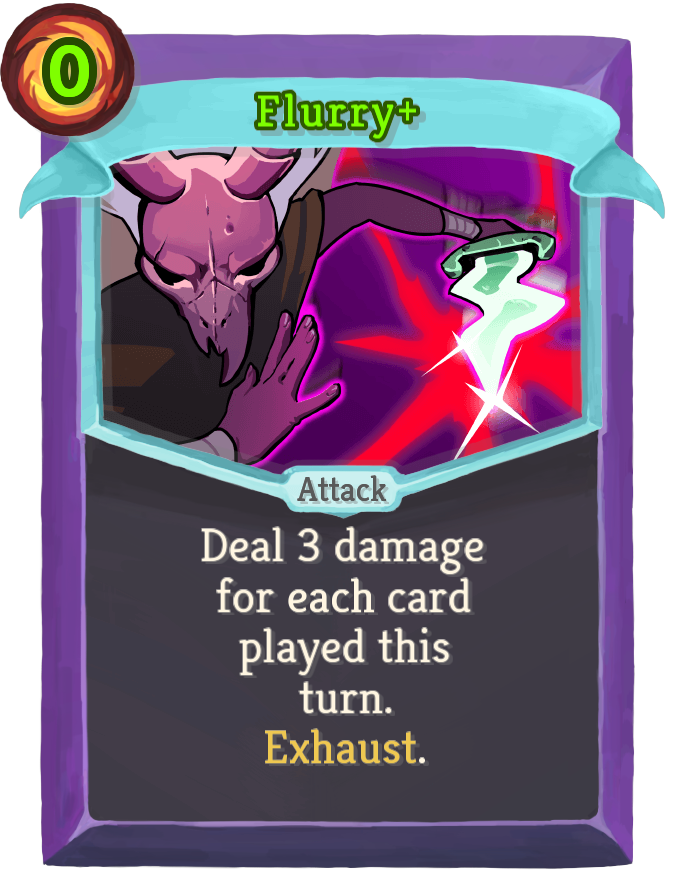 0
Flurry+
Attack
Deal 3 damage
for each card
played this
turn.
Exhaust.